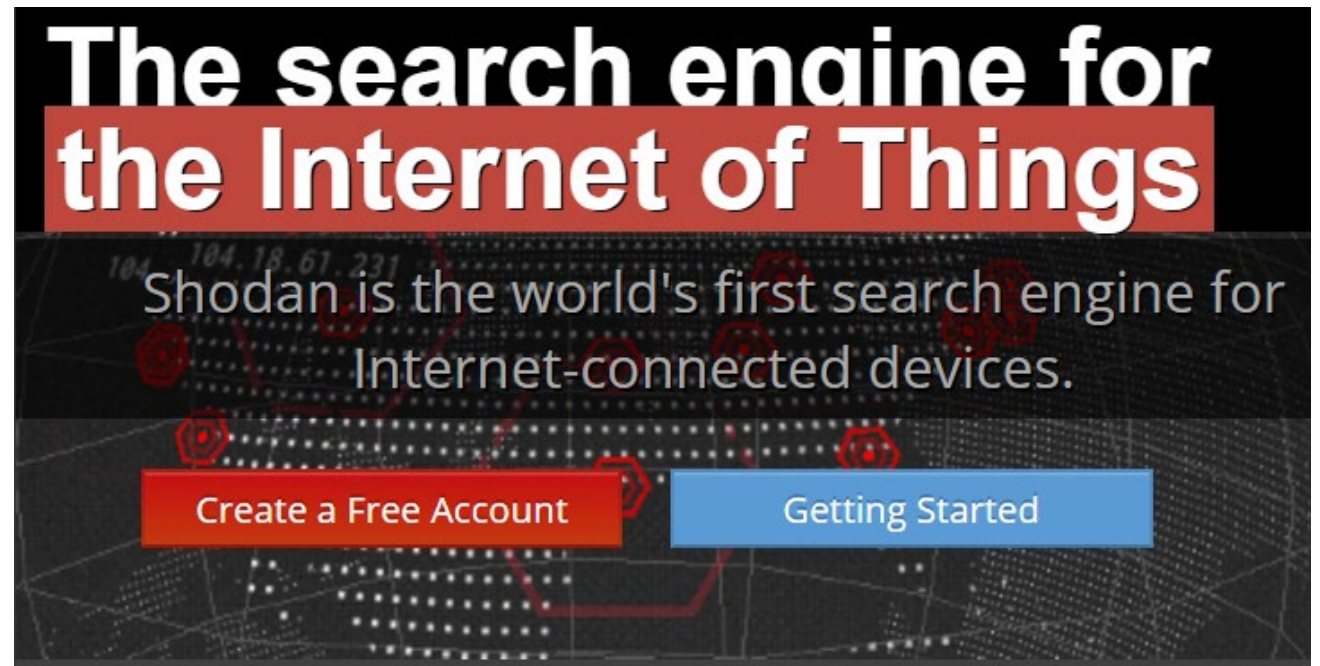 The search engine for
the Internet of Things
104.18.61.231
104.
Shodan is the world's first search engine for
Internet-connected devices.
Create a Free Account
Getting Started